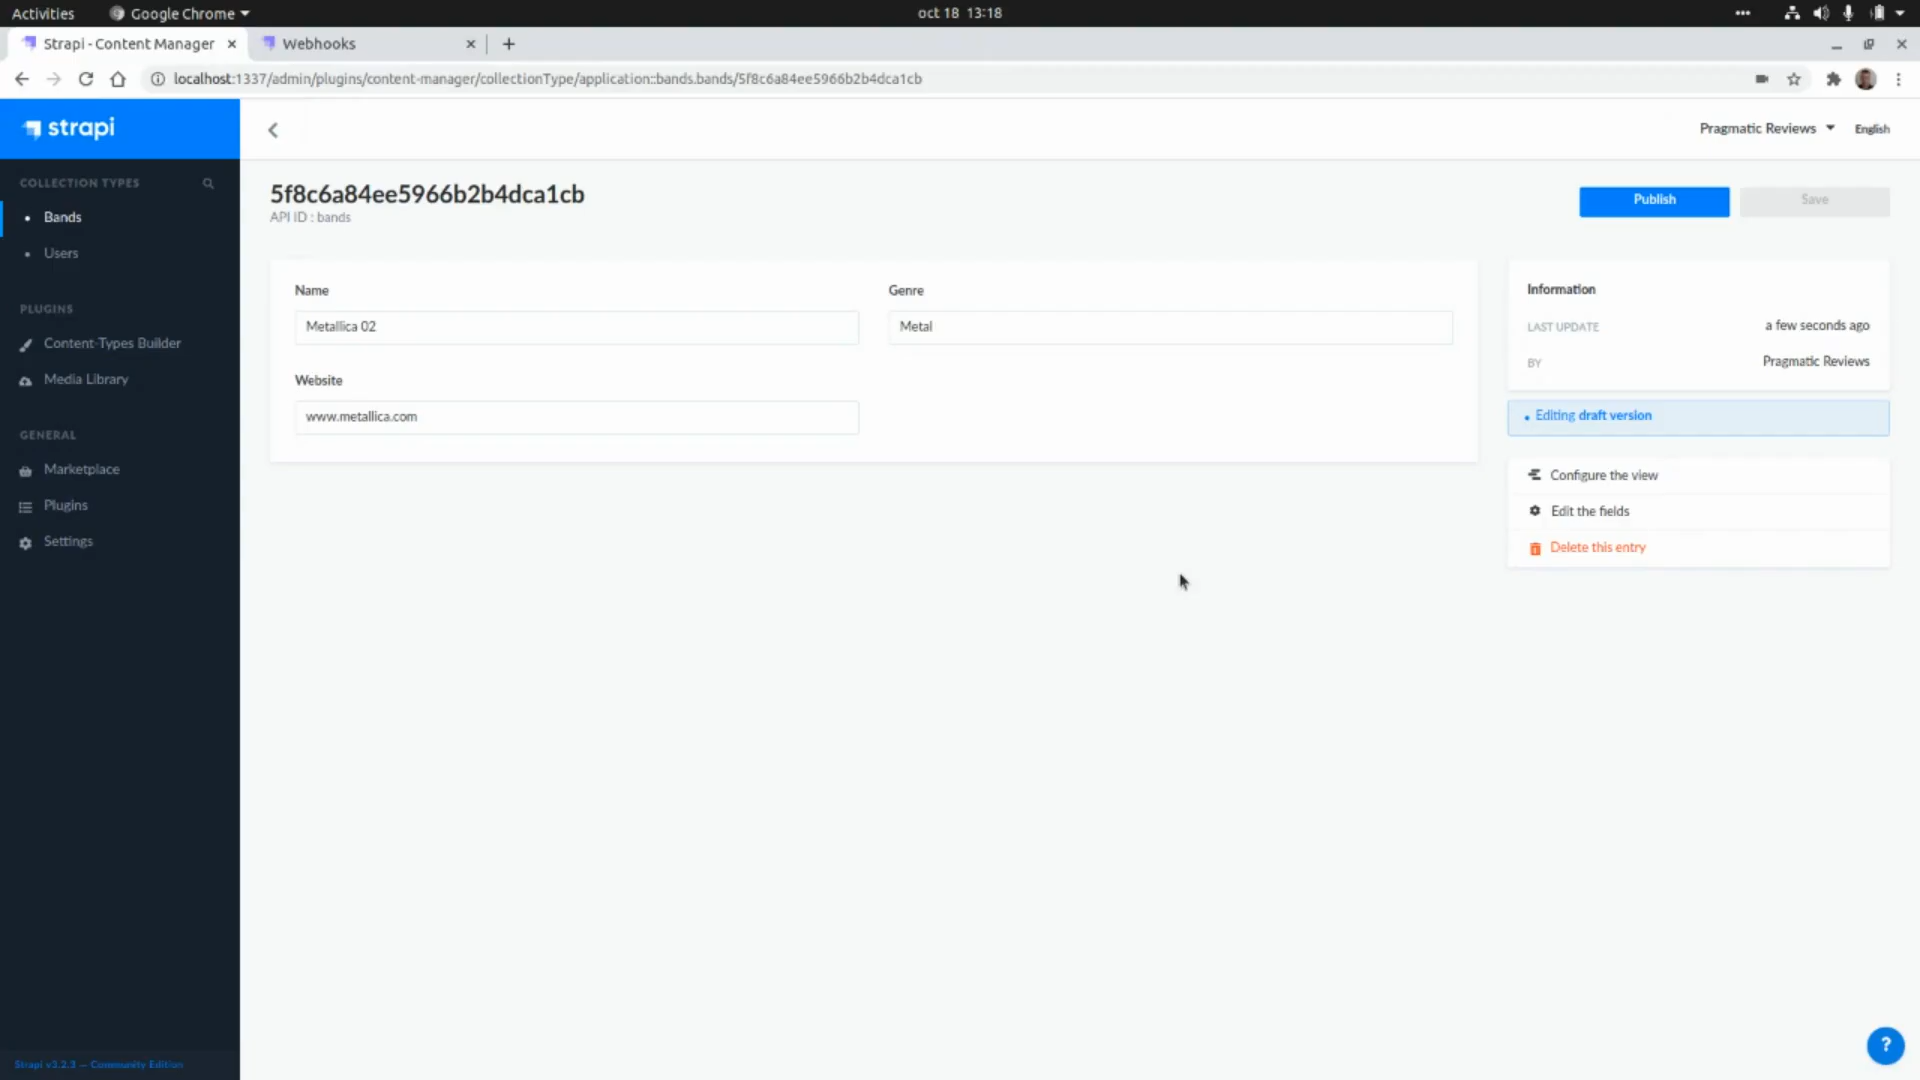 Activities
Google Chrome
oct 18 13:18
Strapi - Content Manager
Webhooks
localhost:1337/admin/plugins/content-manager/collectionType/application::bands.bands/5f8c6a84ee5966b2b4dca1cb
strapi
Pragmatic Reviews
English
COLLECTION TYPES
Bands
Users
PLUGINS
Content-Types Builder
Media Library
GENERAL
Marketplace
Plugins
Settings
Strapi v3.2.3 — Community Edition
5f8c6a84ee5966b2b4dca1cb
API ID : bands
Publish
Save
Name
Genre
Metallica 02
Metal
Website
www.metallica.com
Information
LAST UPDATE
a few seconds ago
BY
Pragmatic Reviews
Editing draft version
Configure the view
Edit the fields
Delete this entry
?